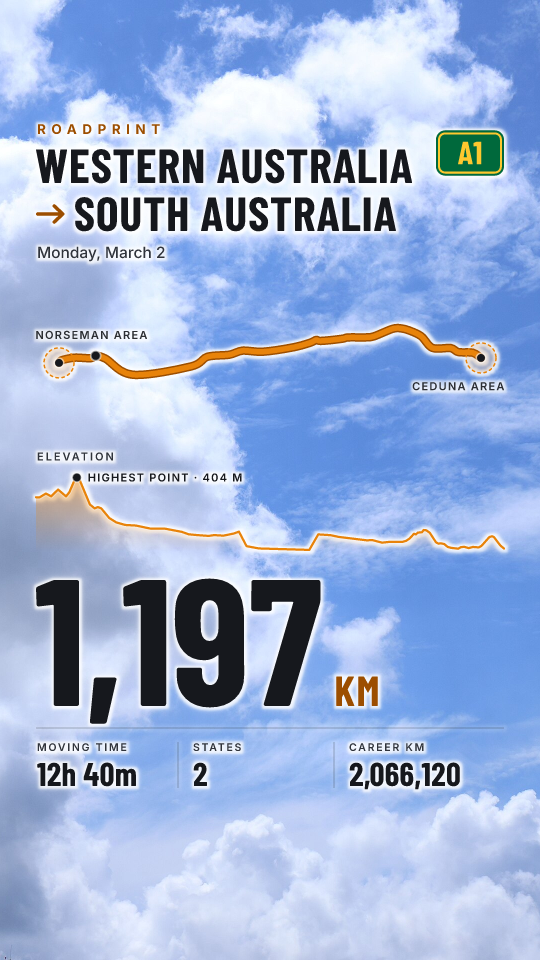 ROADPRINT
WESTERN AUSTRALIA
→ SOUTH AUSTRALIA
A1
Monday, March 2
NORSEMAN AREA
CEDUNA AREA
ELEVATION
HIGHEST POINT · 404 M
1,197 KM
MOVING TIME
12h 40m
STATES
2
CAREER KM
2,066,120